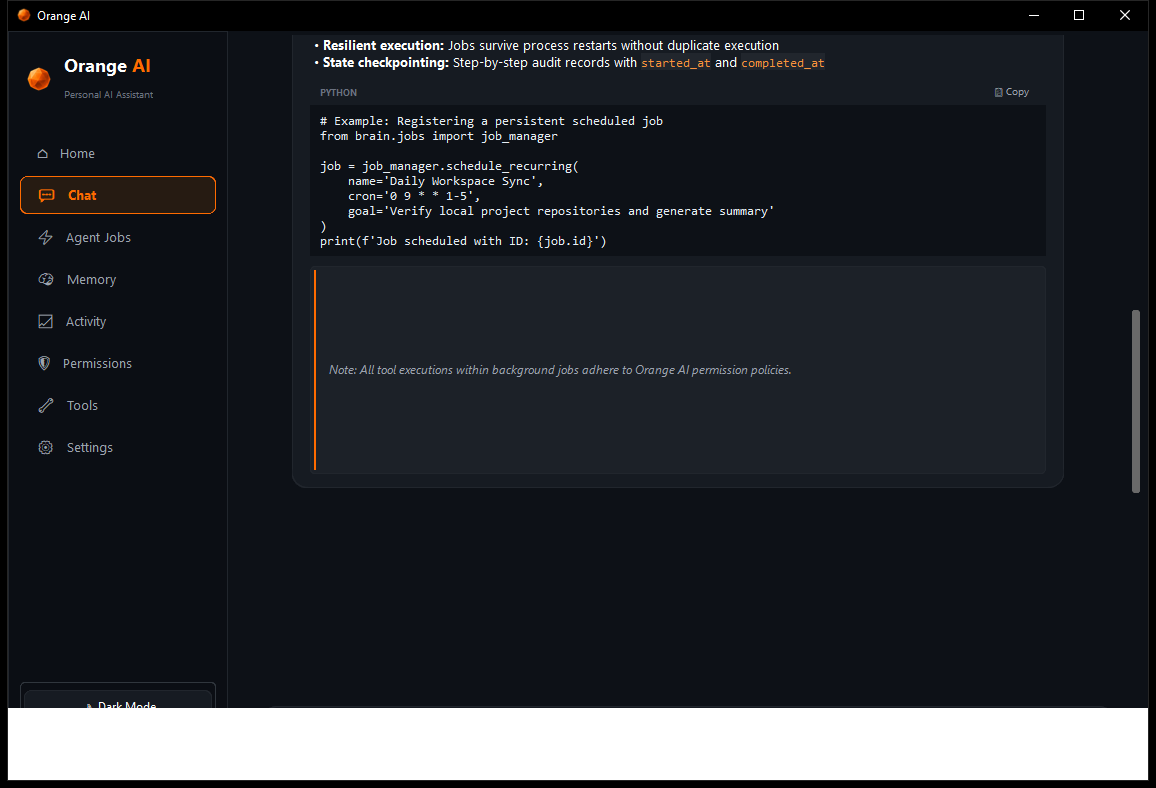 Orange AI
Orange AI
Personal AI Assistant
Home
Chat
Agent Jobs
Memory
Activity
Permissions
Tools
Settings
Dark Mode
• Resilient execution: Jobs survive process restarts without duplicate execution
• State checkpointing: Step-by-step audit records with started_at and completed_at
PYTHON
Copy
# Example: Registering a persistent scheduled job
from brain.jobs import job_manager
job = job_manager.schedule_recurring(
    name='Daily Workspace Sync',
    cron='0 9 * * 1-5',
    goal='Verify local project repositories and generate summary'
)
print(f'Job scheduled with ID: {job.id}')
Note: All tool executions within background jobs adhere to Orange AI permission policies.